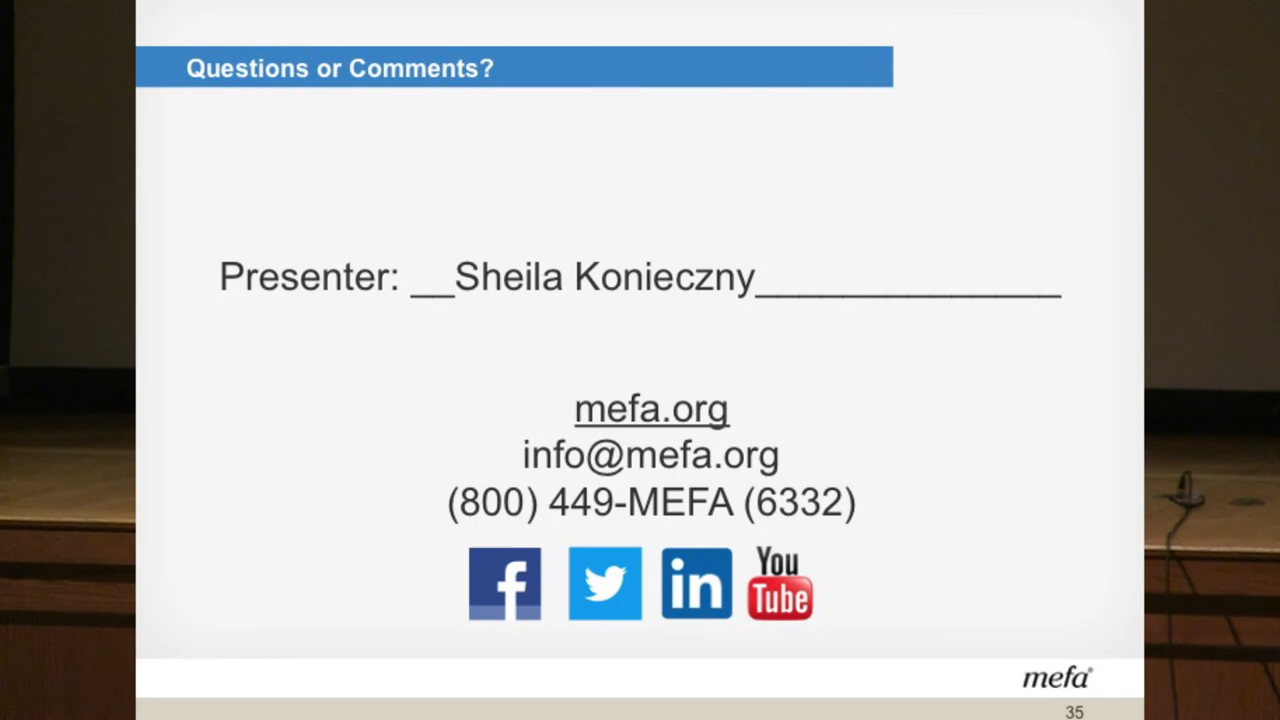 Questions or Comments?
Presenter: __Sheila Konieczny______________
mefa.org
info@mefa.org
(800) 449-MEFA (6332)
f in You Tube
mefa®
35